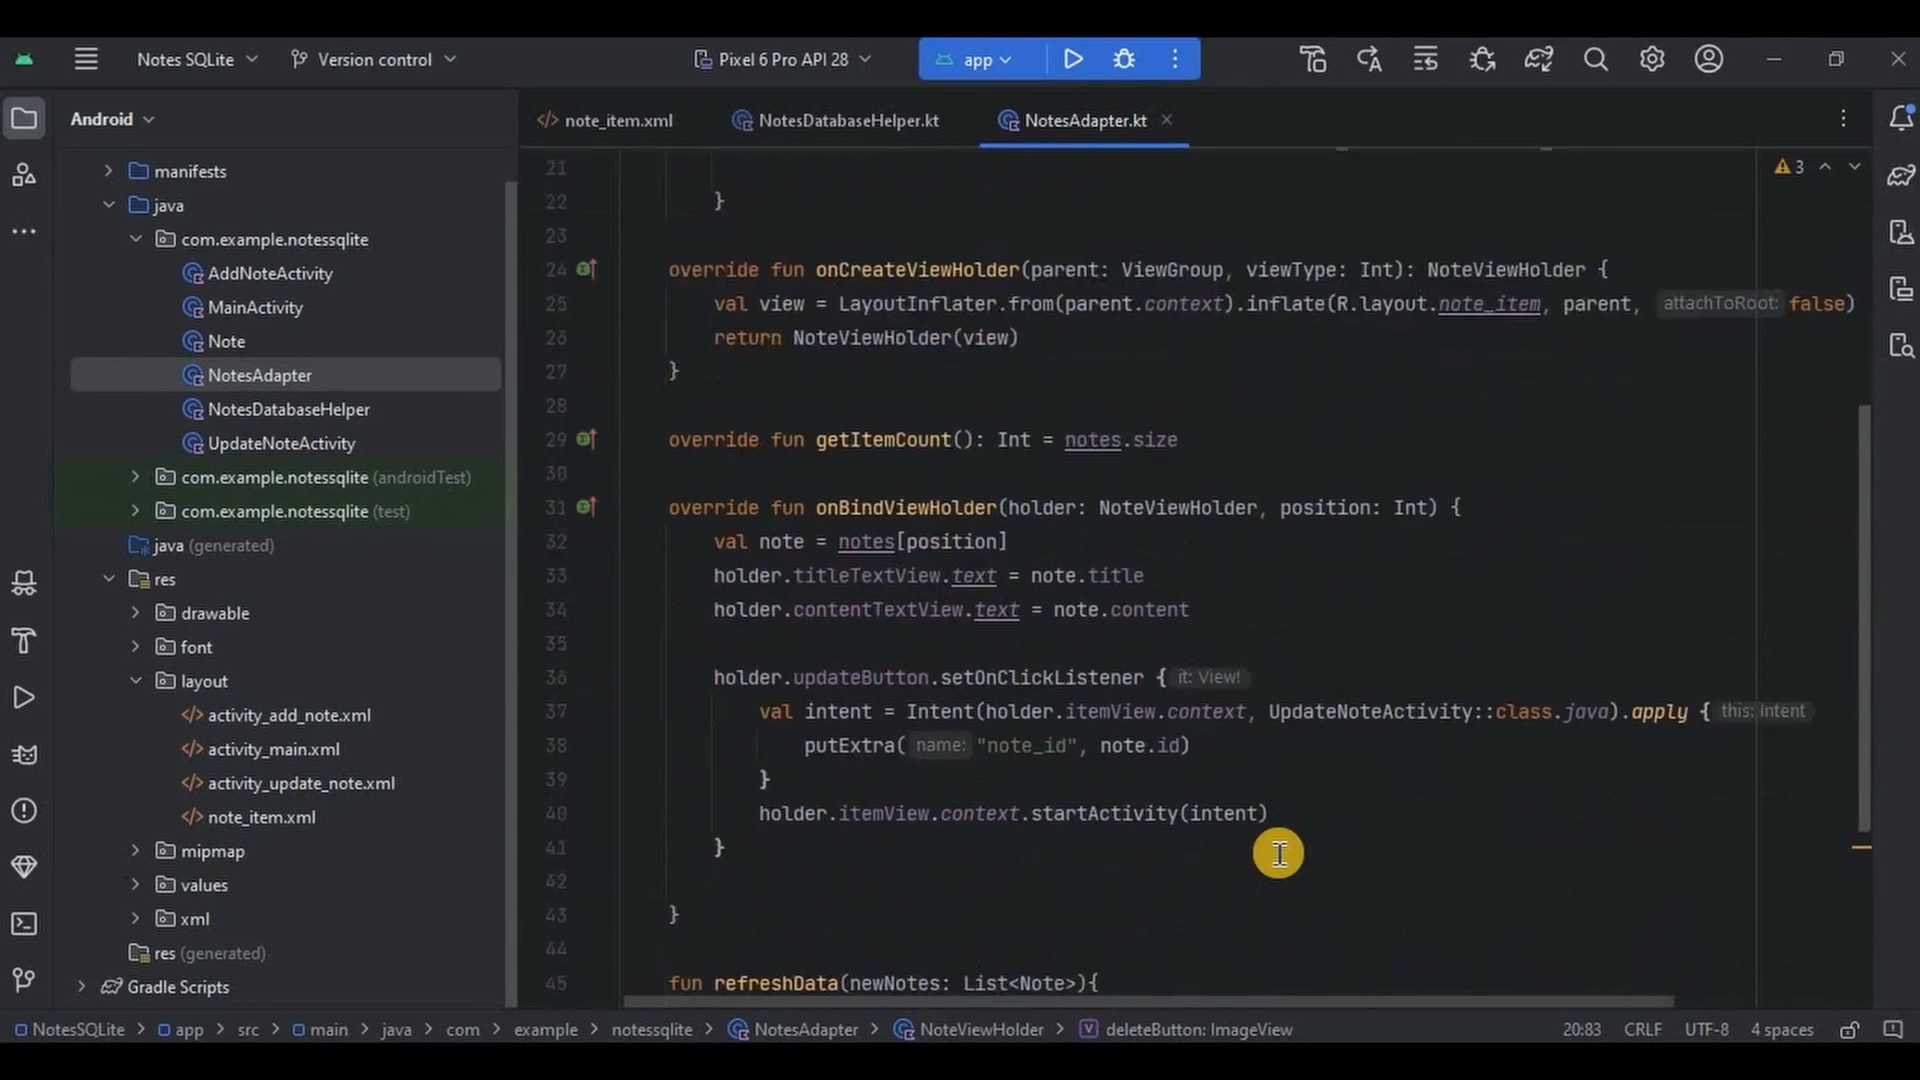 Notes SQLite
Version control
Pixel 6 Pro API 28
app
Android
note_item.xml
NotesDatabaseHelper.kt
NotesAdapter.kt
manifests
java
com.example.notessqlite
AddNoteActivity
MainActivity
Note
NotesAdapter
NotesDatabaseHelper
UpdateNoteActivity
com.example.notessqlite (androidTest)
com.example.notessqlite (test)
java (generated)
res
drawable
font
layout
activity_add_note.xml
activity_main.xml
activity_update_note.xml
note_item.xml
mipmap
values
xml
res (generated)
Gradle Scripts
3
21
22 }
23
24 override fun onCreateViewHolder(parent: ViewGroup, viewType: Int): NoteViewHolder {
25 val view = LayoutInflater.from(parent.context).inflate(R.layout.note_item, parent, attachToRoot: false)
26 return NoteViewHolder(view)
27 }
28
29 override fun getItemCount(): Int = notes.size
30
31 override fun onBindViewHolder(holder: NoteViewHolder, position: Int) {
32 val note = notes[position]
33 holder.titleTextView.text = note.title
34 holder.contentTextView.text = note.content
35
36 holder.updateButton.setOnClickListener { it: View!
37 val intent = Intent(holder.itemView.context, UpdateNoteActivity::class.java).apply { this: Intent
38 putExtra( name: "note_id", note.id)
39 }
40 holder.itemView.context.startActivity(intent)
41 }
42
43 }
44
45 fun refreshData(newNotes: List<Note>){
NotesSQLite > app > src > main > java > com > example > notessqlite > NotesAdapter > NoteViewHolder > deleteButton: ImageView
20:83 CRLF UTF-8 4 spaces